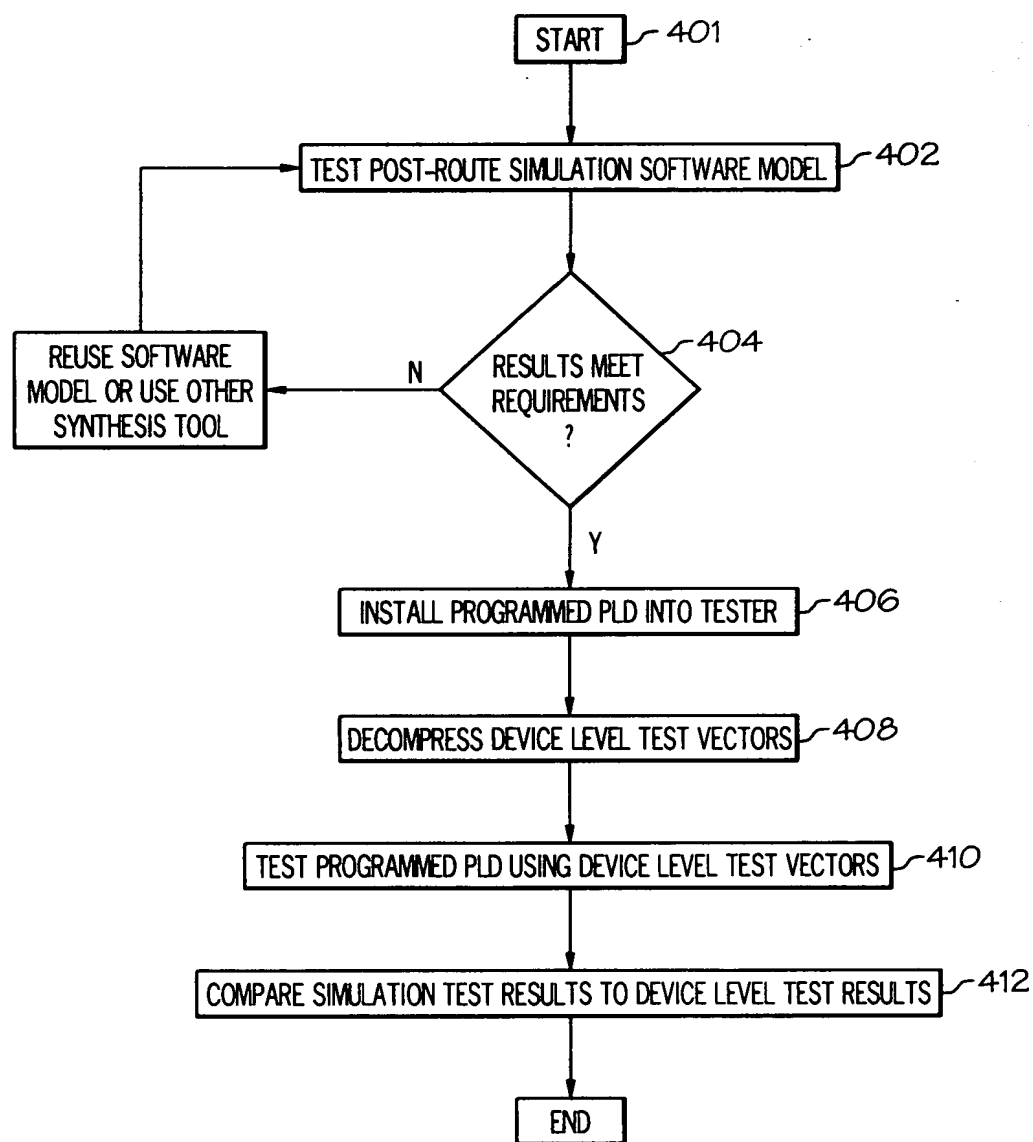 START
401
TEST POST-ROUTE SIMULATION SOFTWARE MODEL
402
RESULTS MEET
REQUIREMENTS
?
404
N
REUSE SOFTWARE
MODEL OR USE OTHER
SYNTHESIS TOOL
Y
INSTALL PROGRAMMED PLD INTO TESTER
406
DECOMPRESS DEVICE LEVEL TEST VECTORS
408
TEST PROGRAMMED PLD USING DEVICE LEVEL TEST VECTORS
410
COMPARE SIMULATION TEST RESULTS TO DEVICE LEVEL TEST RESULTS
412
END